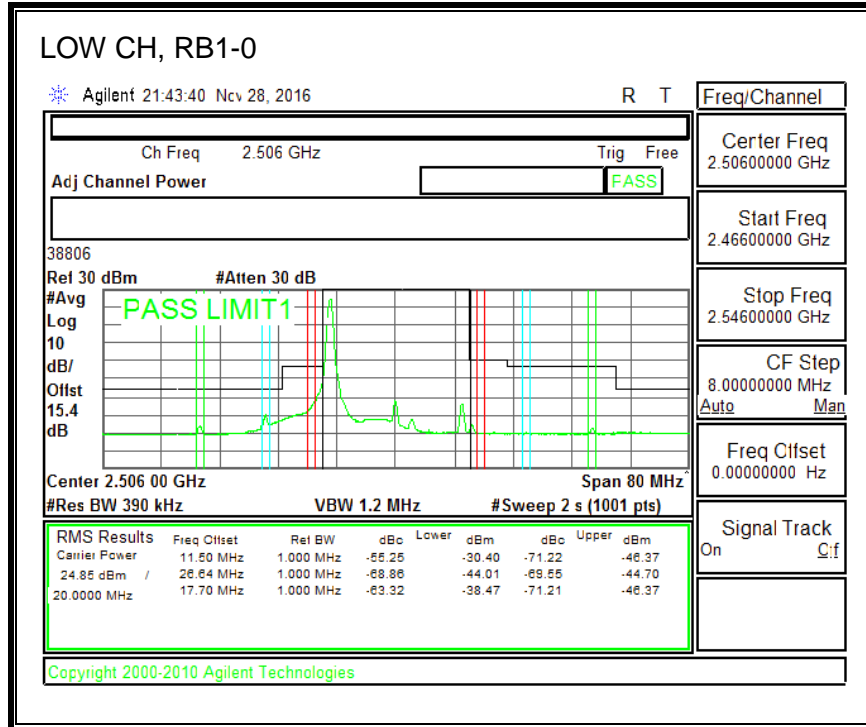 LOW CH, RB1-0
Agilent 21:43:40 Nov 28, 2016 R T
Freq/Channel
Ch Freq 2.506 GHz Trig Free
Adj Channel Power PASS
Center Freq
2.50600000 GHz
Start Freq
2.46600000 GHz
38806
Ref 30 dBm #Atten 30 dB
#Avg
Log
10
dB/
Offst
15.4
dB
PASS LIMIT1
Stop Freq
2.54600000 GHz
CF Step
8.00000000 MHz
Auto Man
Freq Offset
0.00000000 Hz
Center 2.506 00 GHz Span 80 MHz
#Res BW 390 kHz VBW 1.2 MHz #Sweep 2 s (1001 pts)
Signal Track
On Off
RMS Results Freq Offset Ref BW dBc Lower dBm dBc Upper dBm
Carrier Power 11.50 MHz 1.000 MHz -55.25 -30.40 -71.22 -46.37
24.85 dBm / 26.64 MHz 1.000 MHz -68.86 -44.01 -69.55 -44.70
20.0000 MHz 17.70 MHz 1.000 MHz -63.32 -38.47 -71.21 -46.37
Copyright 2000-2010 Agilent Technologies